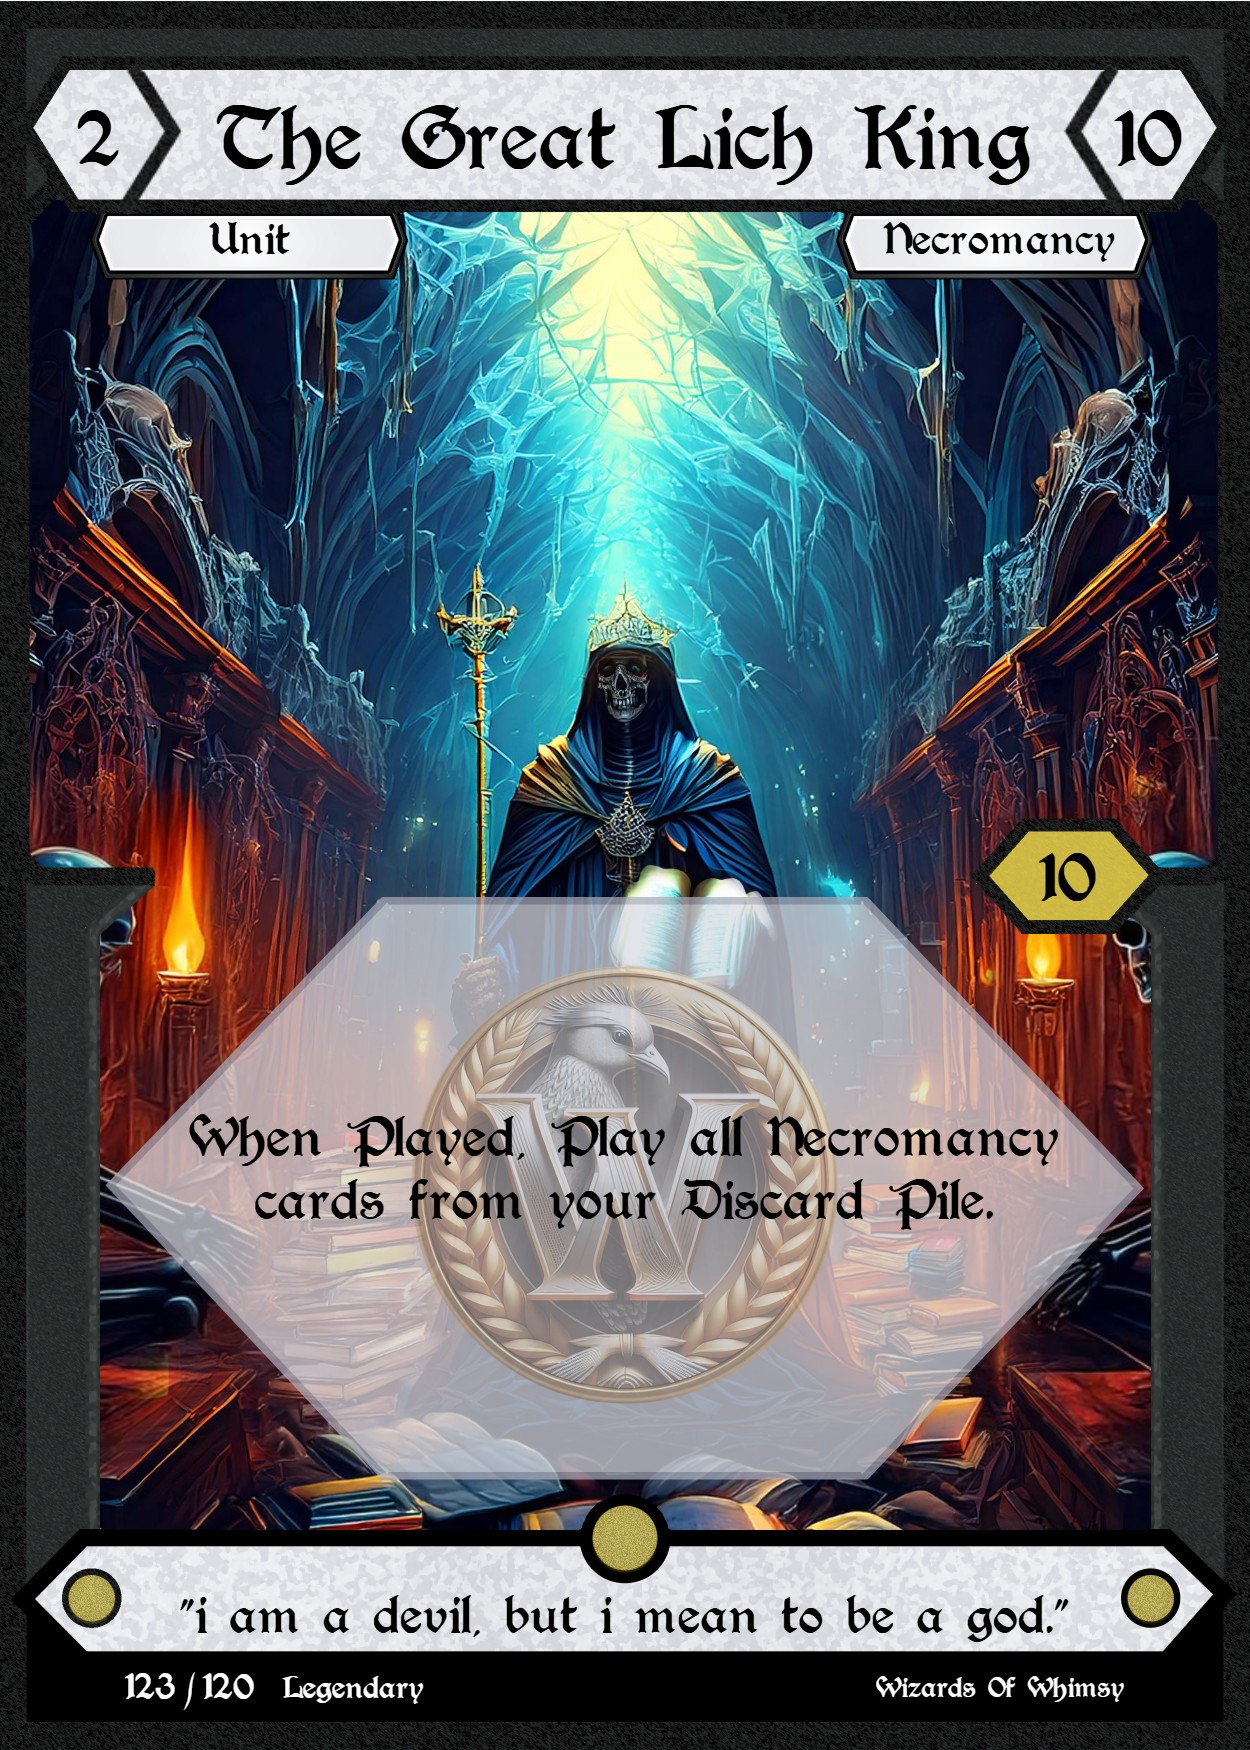 2 The Great Lich King 10
Unit Necromancy
10
W
When Played, Play all Necromancy
cards from your Discard Pile.
"i am a devil, but i mean to be a god."
123 / 120 Legendary Wizards Of Whimsy